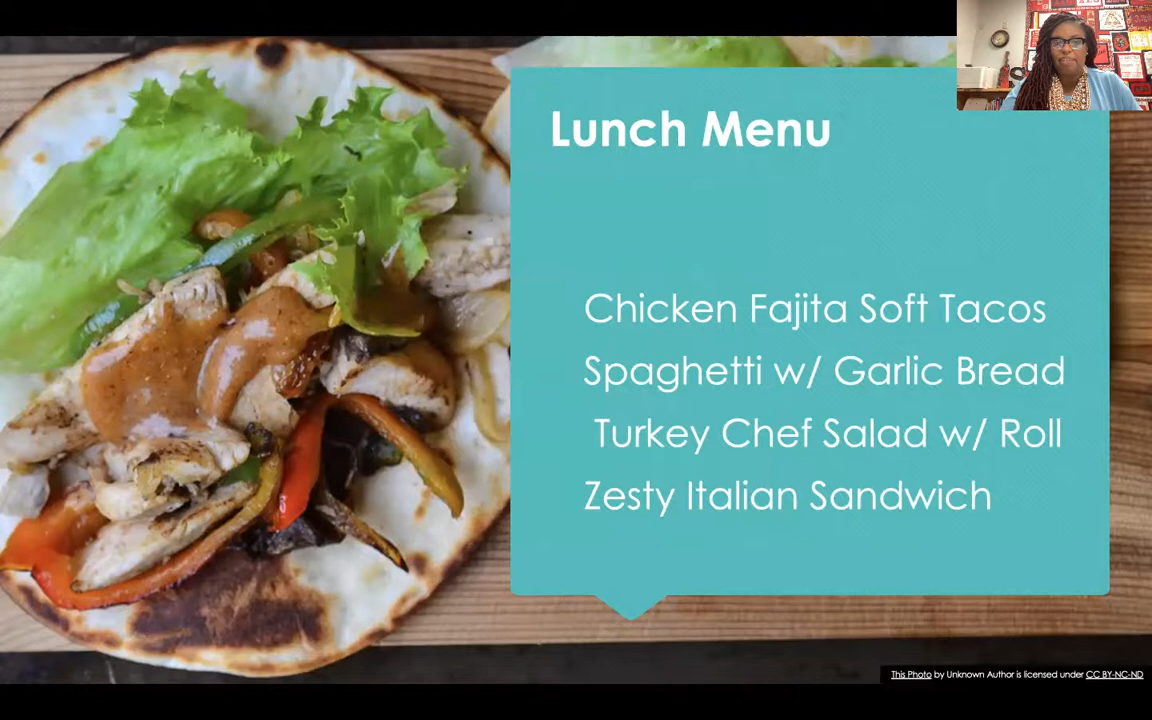 Lunch Menu
Chicken Fajita Soft Tacos
Spaghetti w/ Garlic Bread
Turkey Chef Salad w/ Roll
Zesty Italian Sandwich
This Photo by Unknown Author is licensed under CC BY-NC-ND